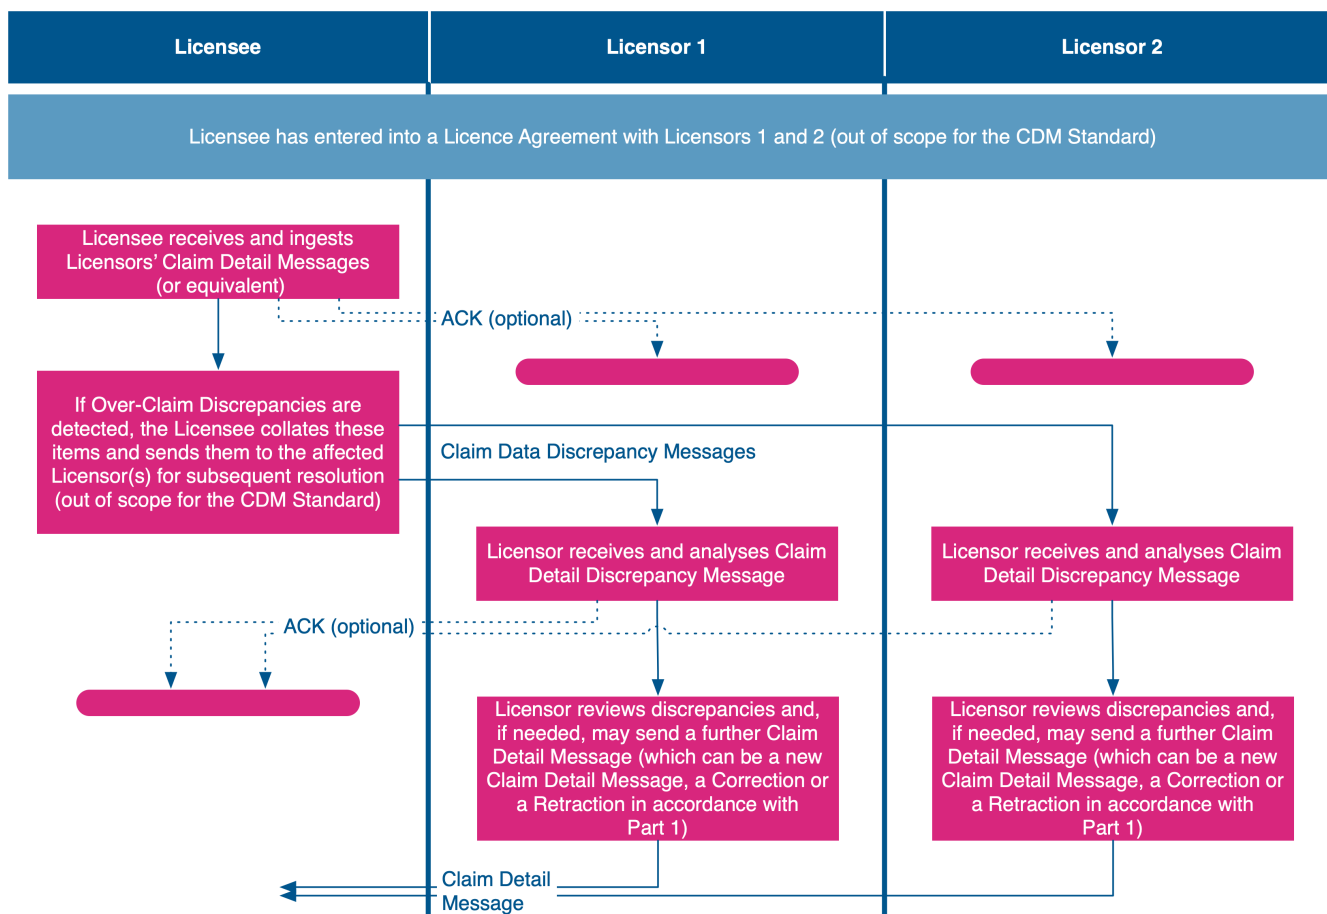 Licensee
Licensor 1
Licensor 2
Licensee has entered into a Licence Agreement with Licensors 1 and 2 (out of scope for the CDM Standard)
Licensee receives and ingests
Licensors’ Claim Detail Messages
(or equivalent)
ACK (optional)
If Over-Claim Discrepancies are
detected, the Licensee collates these
items and sends them to the affected
Licensor(s) for subsequent resolution
(out of scope for the CDM Standard)
Claim Data Discrepancy Messages
Licensor receives and analyses Claim
Detail Discrepancy Message
Licensor receives and analyses Claim
Detail Discrepancy Message
ACK (optional)
Licensor reviews discrepancies and,
if needed, may send a further Claim
Detail Message (which can be a new
Claim Detail Message, a Correction or
a Retraction in accordance with
Part 1)
Licensor reviews discrepancies and,
if needed, may send a further Claim
Detail Message (which can be a new
Claim Detail Message, a Correction or
a Retraction in accordance with
Part 1)
Claim Detail
Message